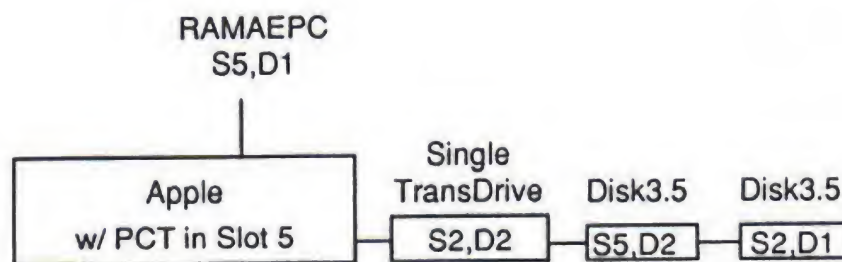 RAMAEPC
S5,D1
Apple
w/ PCT in Slot 5
Single
TransDrive
S2,D2
Disk3.5
S5,D2
Disk3.5
S2,D1